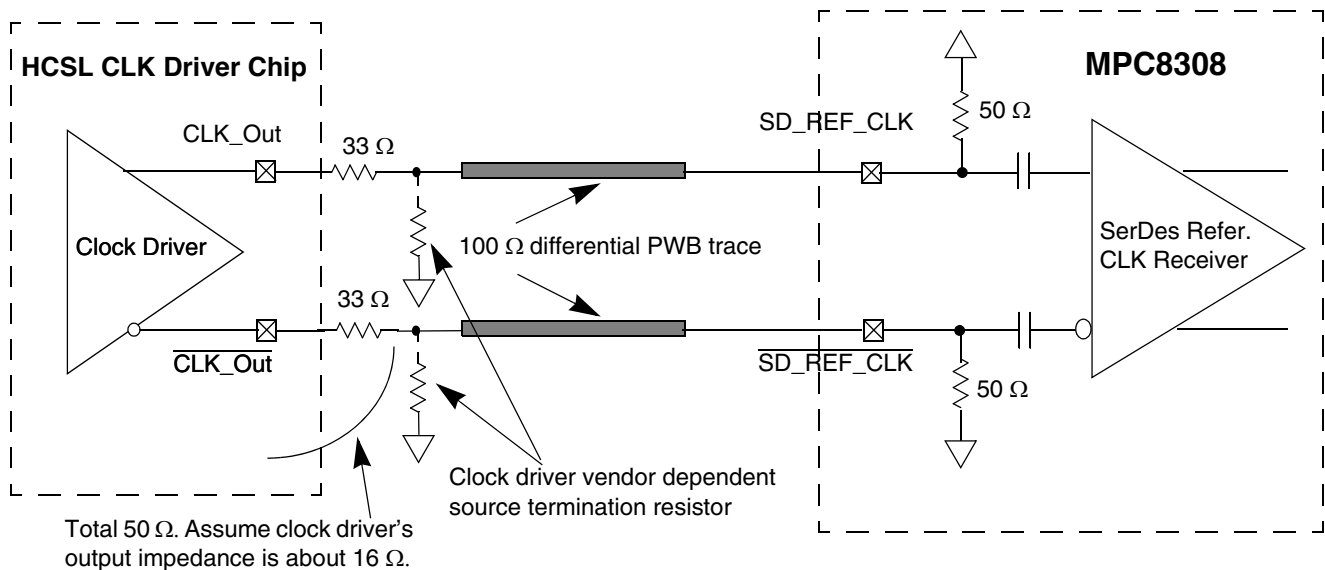 HCSL CLK Driver Chip
MPC8308
CLK_Out
33 Ω
SD_REF_CLK
50 Ω
Clock Driver
100 Ω differential PWB trace
SerDes Refer.
CLK Receiver
33 Ω
CLK_Out
SD_REF_CLK
50 Ω
Clock driver vendor dependent
source termination resistor
Total 50 Ω. Assume clock driver's
output impedance is about 16 Ω.